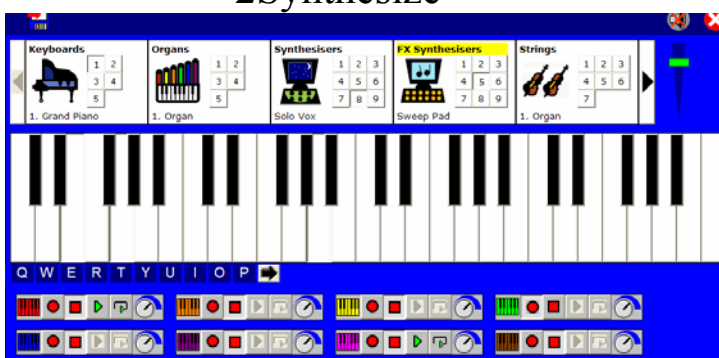 2Synthesize
Keyboards
1 2
3 4
5
1. Grand Piano
Organs
1 2
3 4
5
1. Organ
Synthesisers
1 2 3
4 5 6
7 8 9
Solo Vox
FX Synthesisers
1 2 3
4 5 6
7 8 9
Sweep Pad
Strings
1 2 3
4 5 6
7
1. Organ
Q W E R T Y U I O P